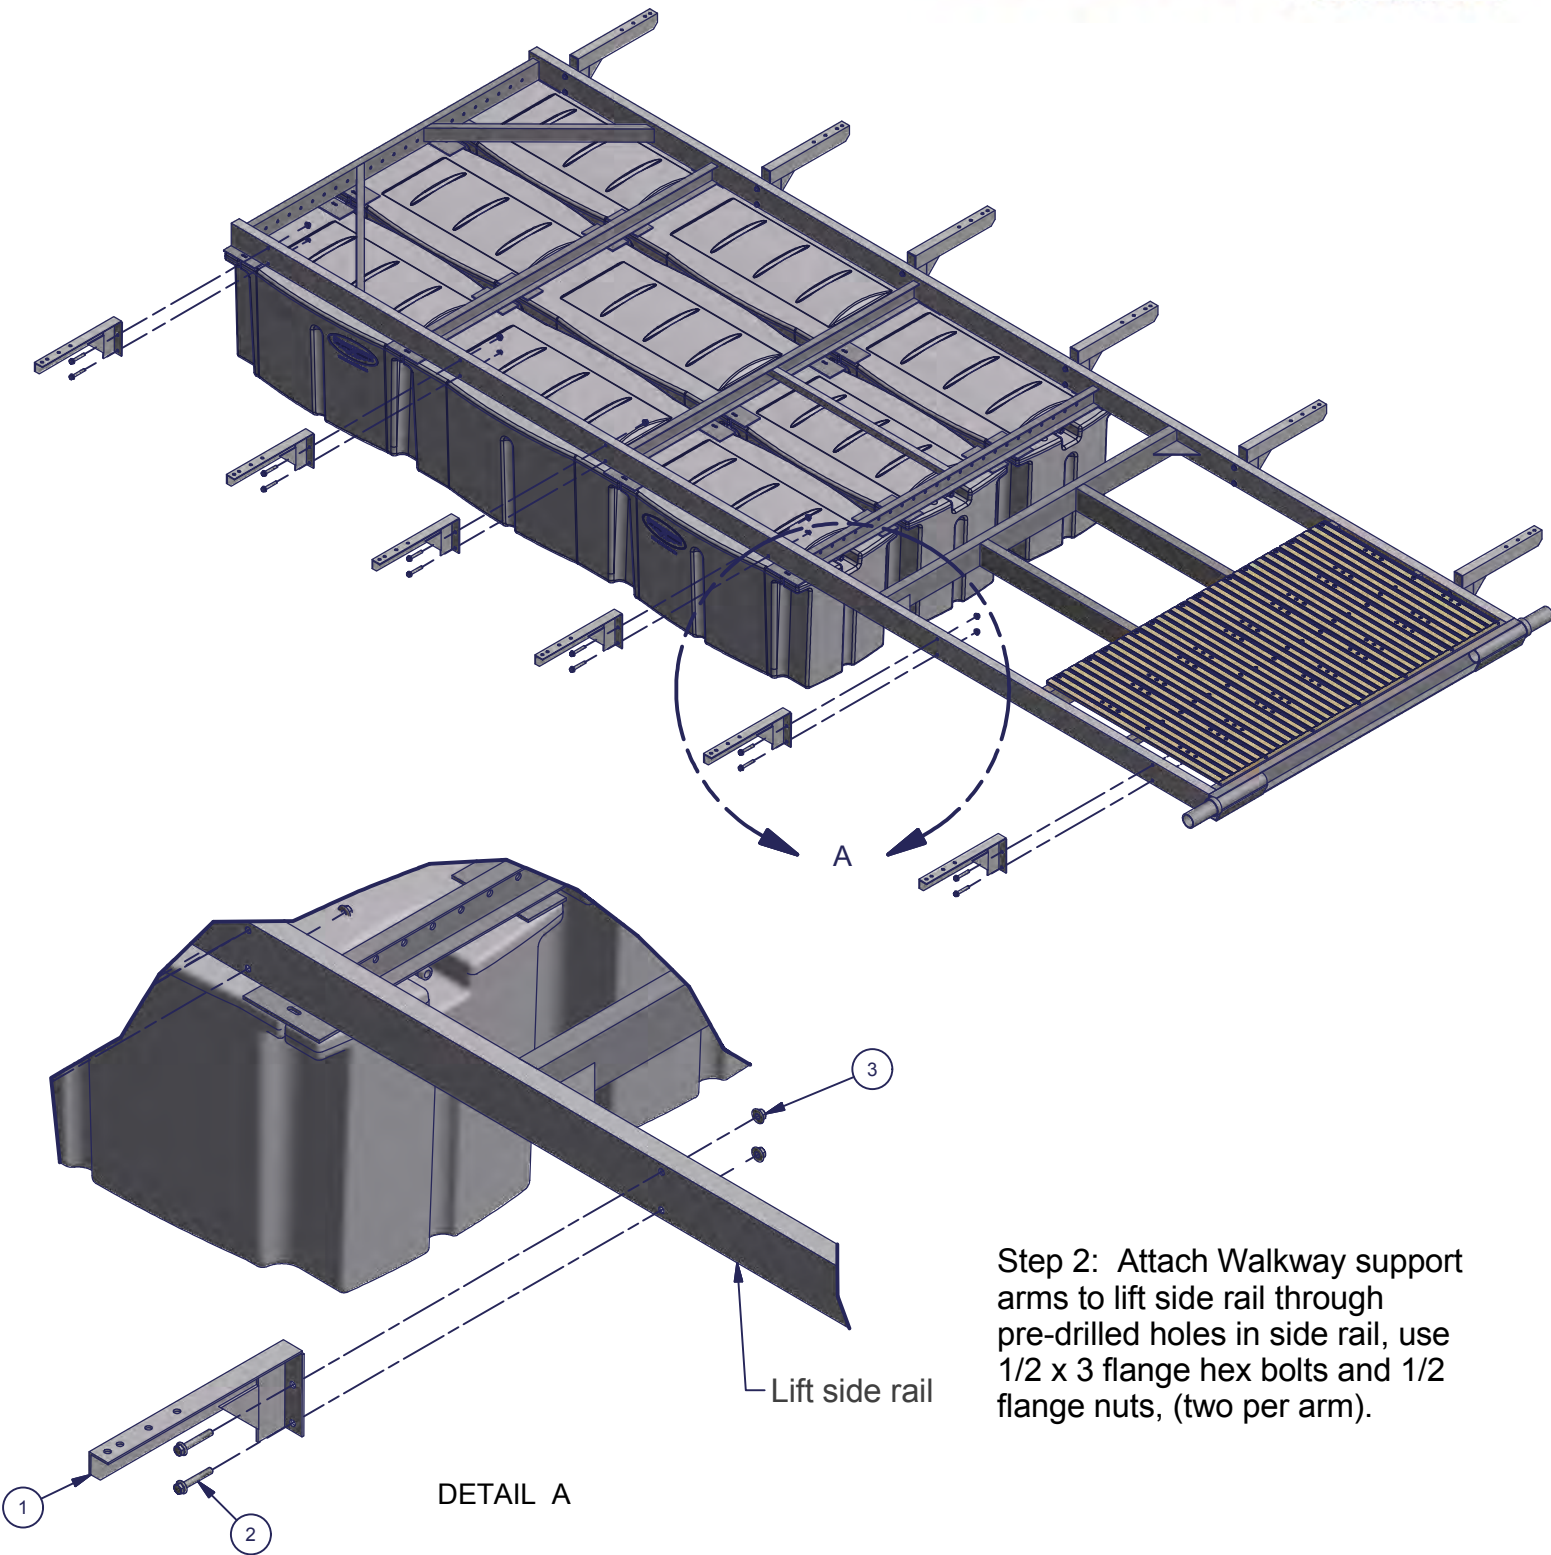 A
3
Step 2: Attach Walkway support
arms to lift side rail through
pre-drilled holes in side rail, use
1/2 x 3 flange hex bolts and 1/2
flange nuts, (two per arm).
Lift side rail
1
2
DETAIL A